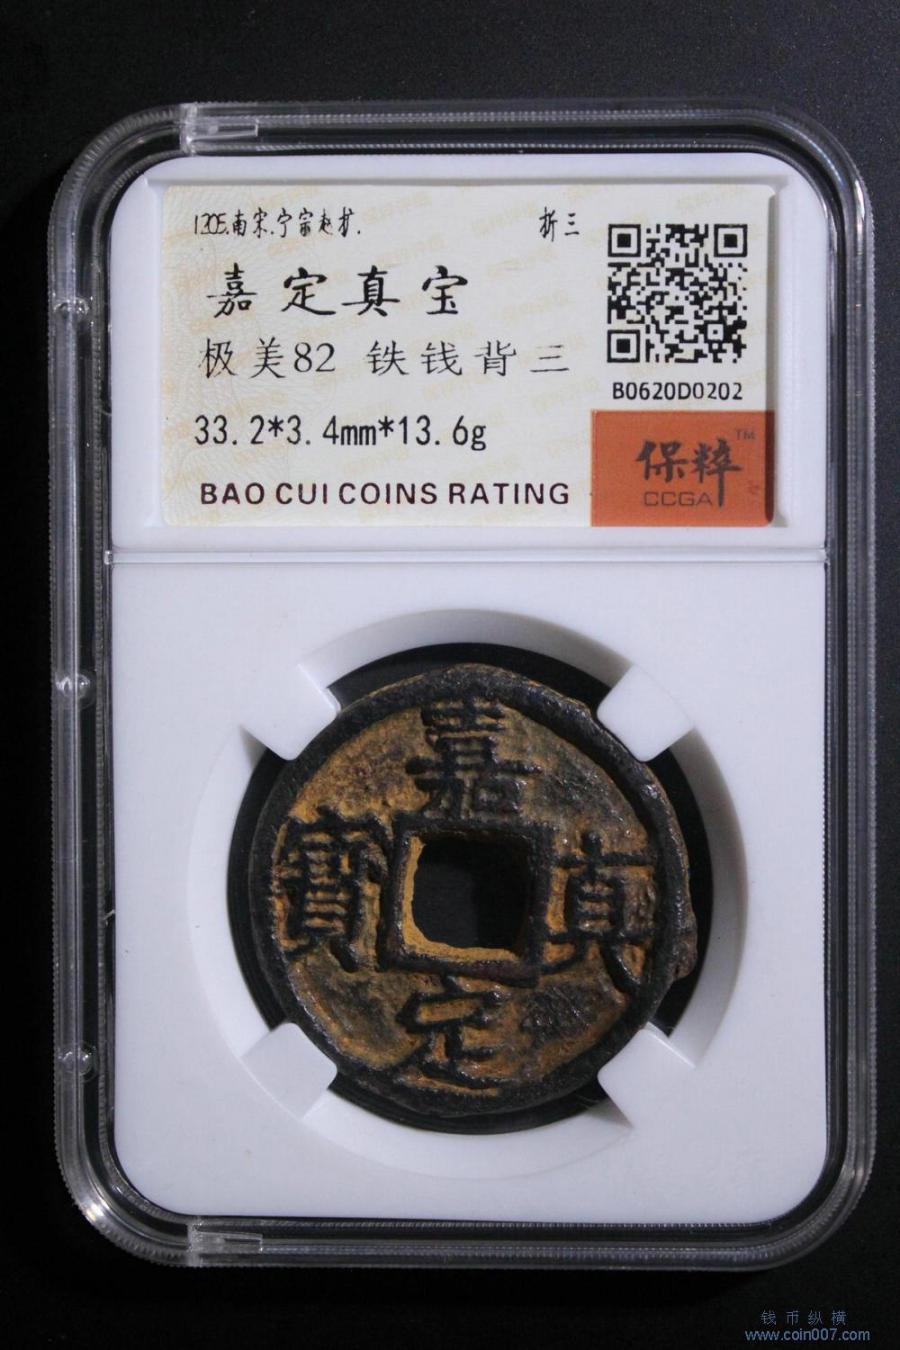 1205.南宋.宁宗赵扩.
折三
嘉定真宝
极美82 铁钱背三
33.2*3.4mm*13.6g
BAO CUI COINS RATING
B0620D0202
保粹TM
CCGA
嘉定真寶
钱币纵横
www.coin007.com